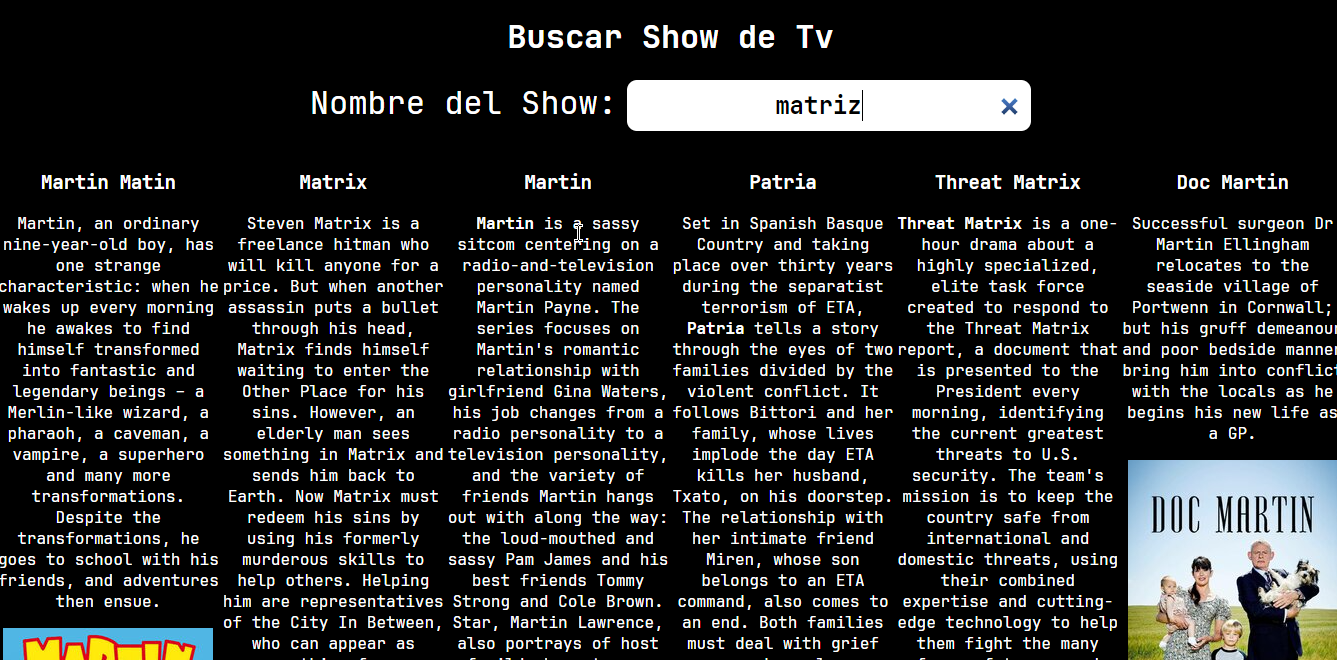 Buscar Show de Tv
Nombre del Show: matriz
Martin Matin
Martin, an ordinary
nine-year-old boy, has
one strange
characteristic: when he
wakes up every morning
he awakes to find
himself transformed
into fantastic and
legendary beings – a
Merlin-like wizard, a
pharaoh, a caveman, a
vampire, a superhero
and many more
transformations.
Despite the
transformations, he
goes to school with his
friends, and adventures
then ensue.
MARTIN
Matrix
Steven Matrix is a
freelance hitman who
will kill anyone for a
price. But when another
assassin puts a bullet
through his head,
Matrix finds himself
waiting to enter the
Other Place for his
sins. However, an
elderly man sees
something in Matrix and
sends him back to
Earth. Now Matrix must
redeem his sins by
using his formerly
murderous skills to
help others. Helping
him are representatives
of the City In Between,
who can appear as
Martin
Martin is a sassy
sitcom centering on a
radio-and-television
personality named
Martin Payne. The
series focuses on
Martin's romantic
relationship with
girlfriend Gina Waters,
his job changes from a
radio personality to a
television personality,
and the variety of
friends Martin hangs
out with along the way:
the loud-mouthed and
sassy Pam James and his
best friends Tommy
Strong and Cole Brown.
Star, Martin Lawrence,
also portrays of host
Patria
Set in Spanish Basque
Country and taking
place over thirty years
during the separatist
terrorism of ETA,
Patria tells a story
through the eyes of two
families divided by the
violent conflict. It
follows Bittori and her
family, whose lives
implode the day ETA
kills her husband,
Txato, on his doorstep.
The relationship with
her intimate friend
Miren, whose son
belongs to an ETA
command, also comes to
an end. Both families
must deal with grief
Threat Matrix
Threat Matrix is a one-
hour drama about a
highly specialized,
elite task force
created to respond to
the Threat Matrix
report, a document that
is presented to the
President every
morning, identifying
the current greatest
threats to U.S.
security. The team's
mission is to keep the
country safe from
international and
domestic threats, using
their combined
expertise and cutting-
edge technology to help
them fight the many
Doc Martin
Successful surgeon Dr
Martin Ellingham
relocates to the
seaside village of
Portwenn in Cornwall;
but his gruff demeanour
and poor bedside manner
bring him into conflict
with the locals as he
begins his new life as
a GP.
DOC MARTIN